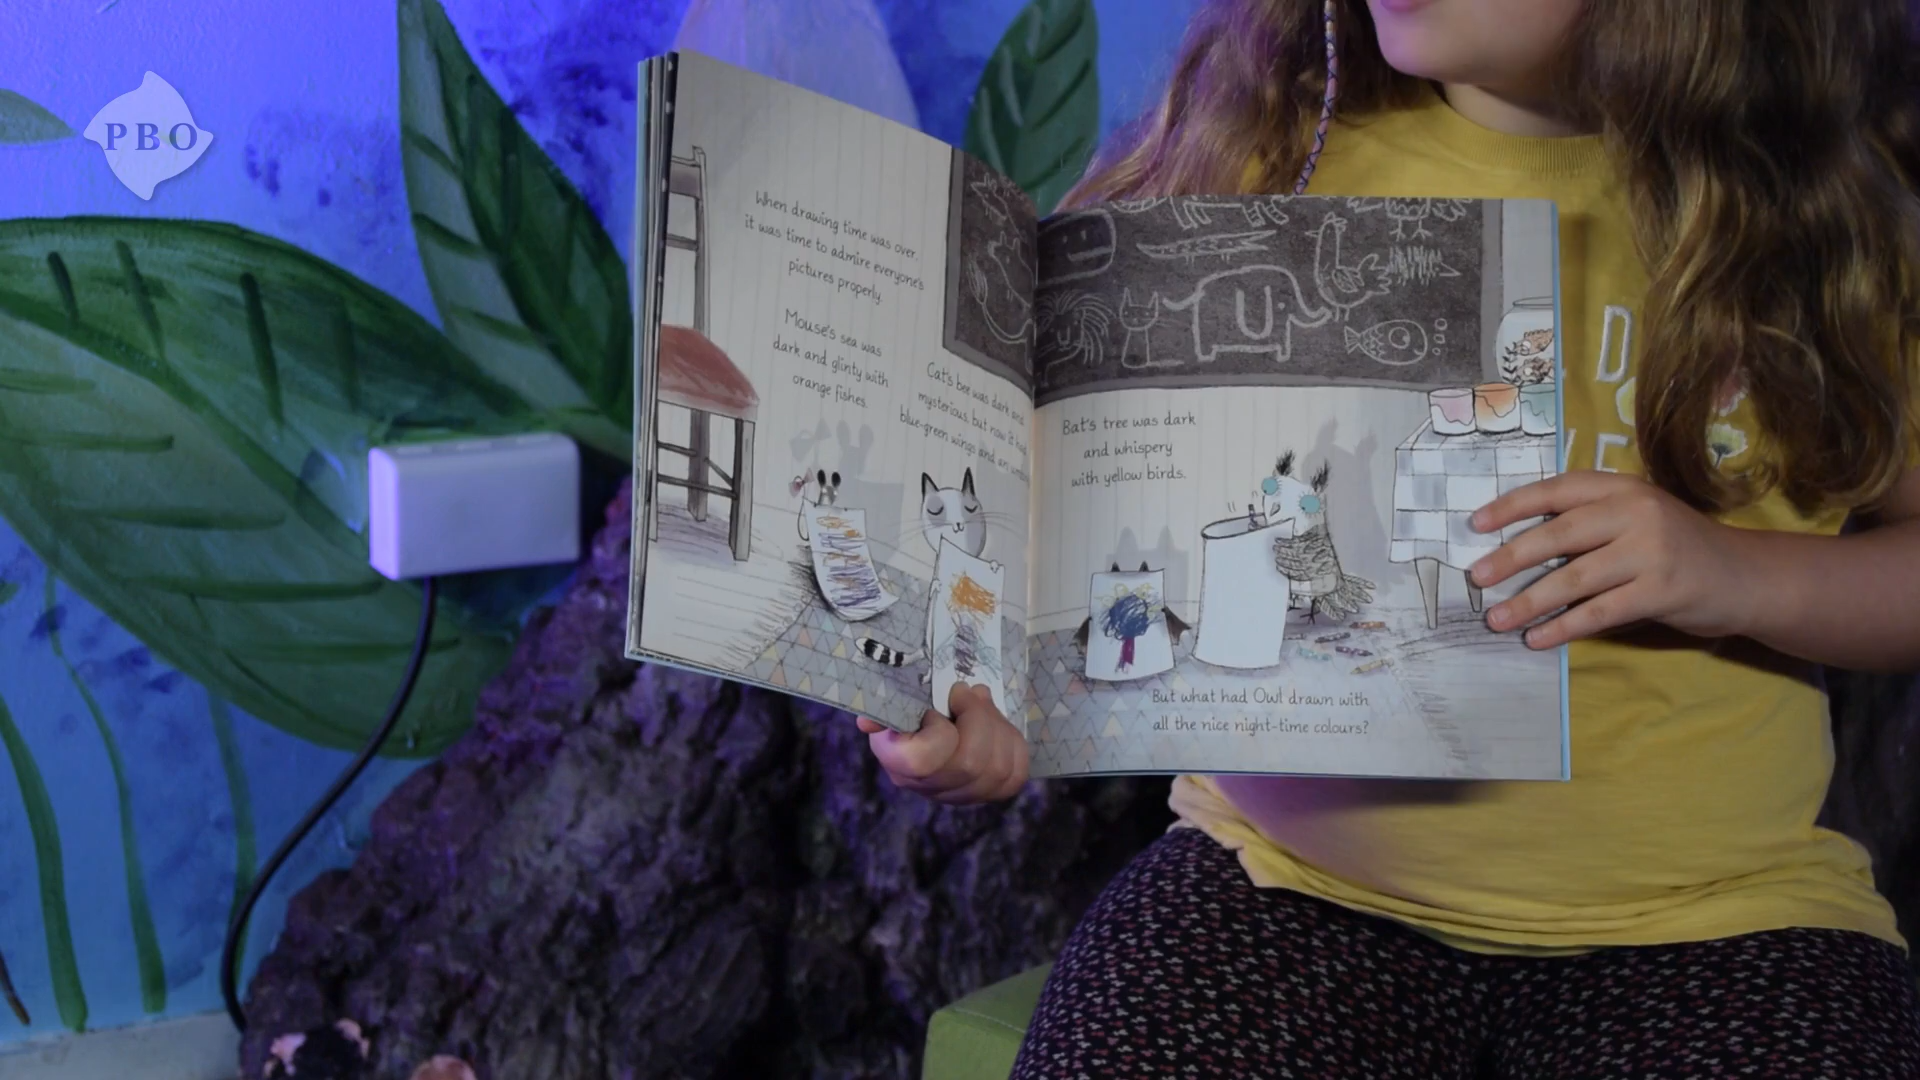 PBO
When drawing time was over,
it was time to admire everyone's
pictures properly.
Mouse's sea was
dark and glinty with
orange fishes.
Cat's bee was dark and
mysterious, but now it had
blue-green wings and an
Bat's tree was dark
and whispery
with yellow birds.
But what had Owl drawn with
all the nice night-time colours?